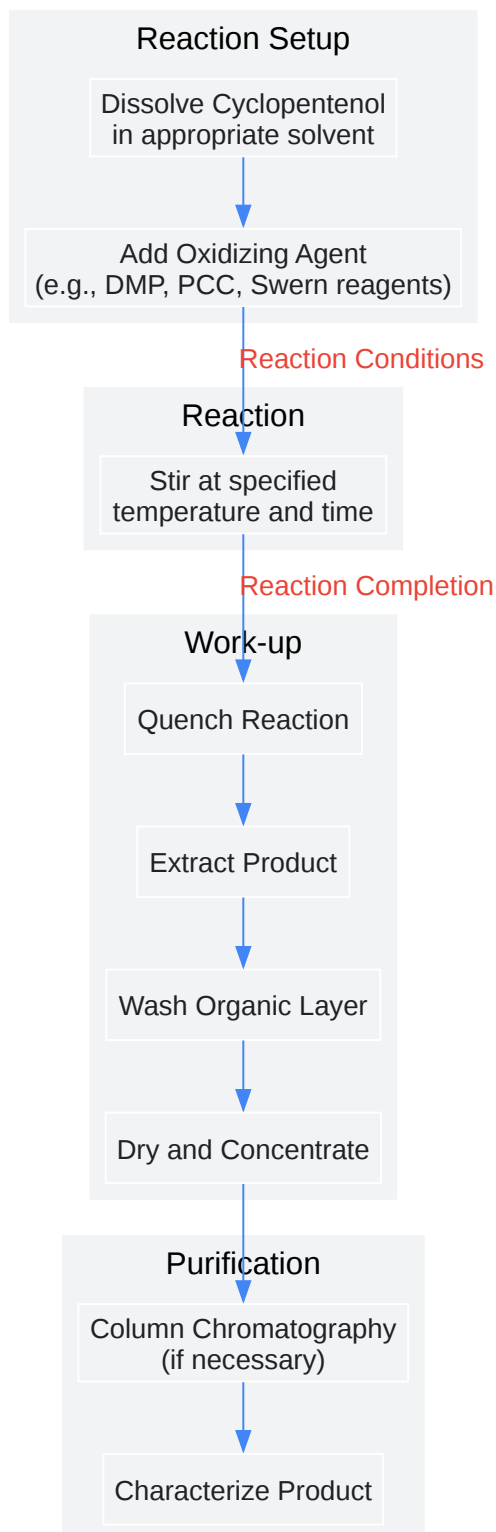 Reaction Setup
Dissolve Cyclopentenol
in appropriate solvent
Add Oxidizing Agent
(e.g., DMP, PCC, Swern reagents)
Reaction Conditions
Reaction
Stir at specified
temperature and time
Reaction Completion
Work-up
Quench Reaction
Extract Product
Wash Organic Layer
Dry and Concentrate
Purification
Column Chromatography
(if necessary)
Characterize Product